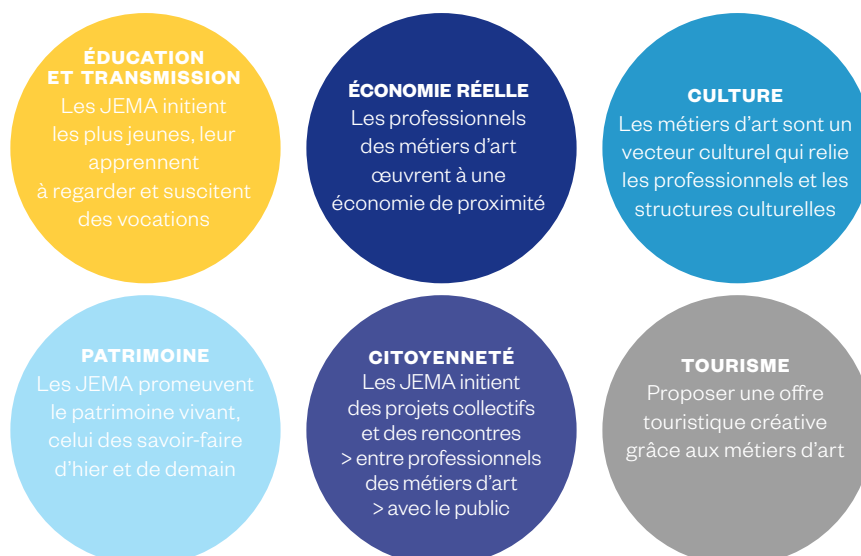 ÉDUCATION
ET TRANSMISSION
Les JEMA initient
les plus jeunes, leur
apprennent
à regarder et suscitent
des vocations
ÉCONOMIE RÉELLE
Les professionnels
des métiers d'art
œuvrent à une
économie de proximité
CULTURE
Les métiers d'art sont un
vecteur culturel qui relie
les professionnels et les
structures culturelles
PATRIMOINE
Les JEMA promeuvent
le patrimoine vivant,
celui des savoir-faire
d'hier et de demain
CITOYENNETÉ
Les JEMA initient
des projets collectifs
et des rencontres
> entre professionnels
des métiers d'art
> avec le public
TOURISME
Proposer une offre
touristique créative
grâce aux métiers d'art